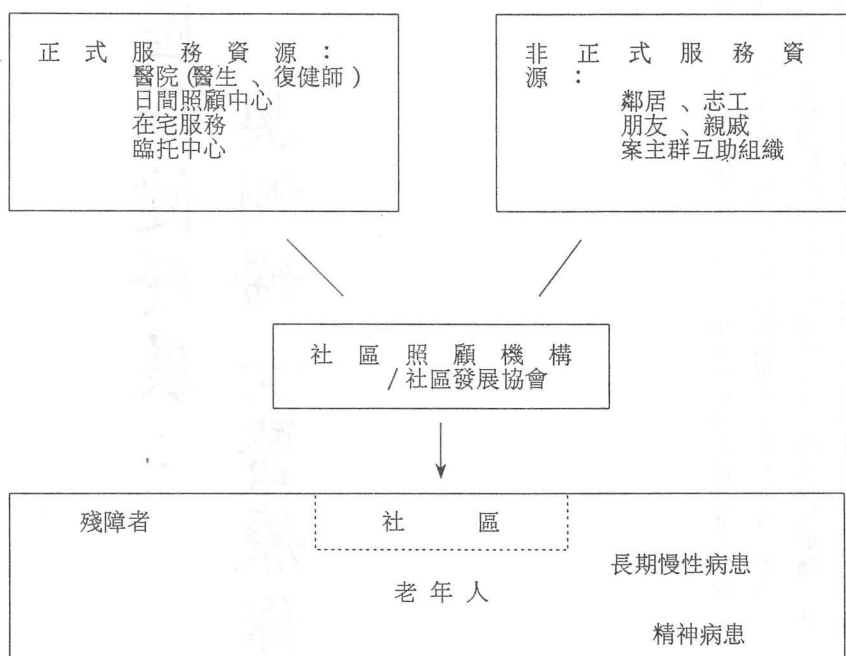 正式服務資源：
醫院(醫生、復健師)
日間照顧中心
在宅服務
臨托中心
非正式服務資
源：
鄰居、志工
朋友、親戚
案主群互助組織
社區照顧機構
/社區發展協會
殘障者
社區
長期慢性病患
老年人
精神病患